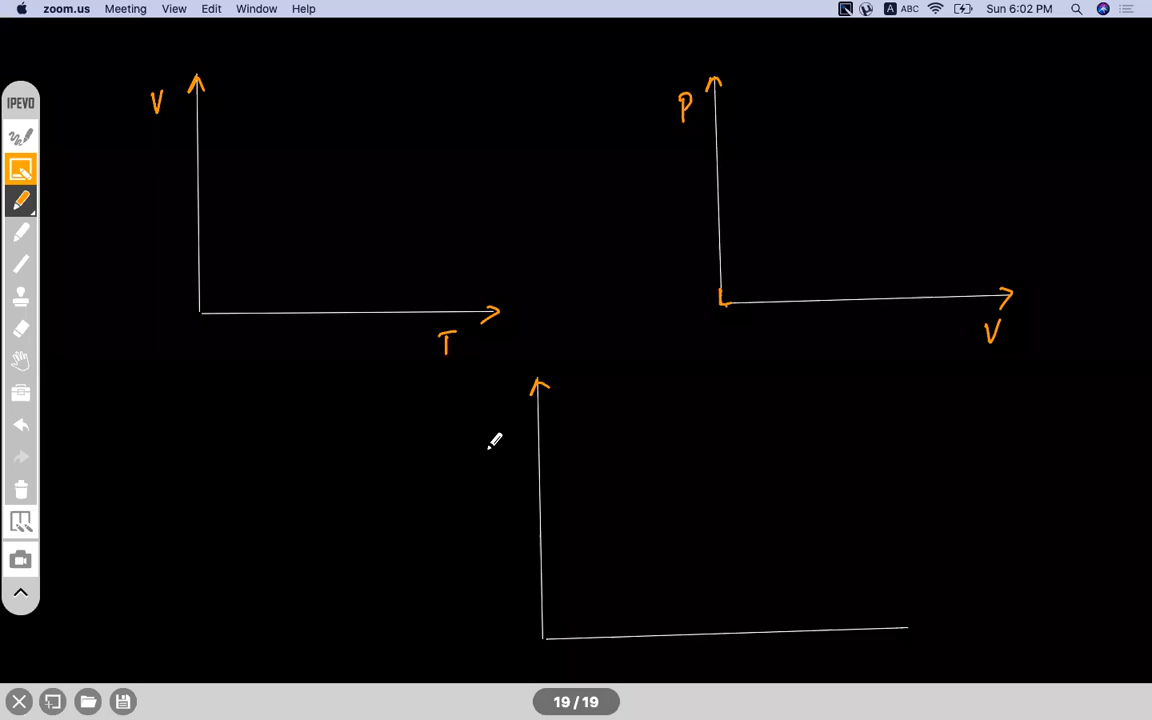 zoom.us Meeting View Edit Window Help A ABC Sun 6:02 PM
IPEVO
V
T
P
V
19 / 19